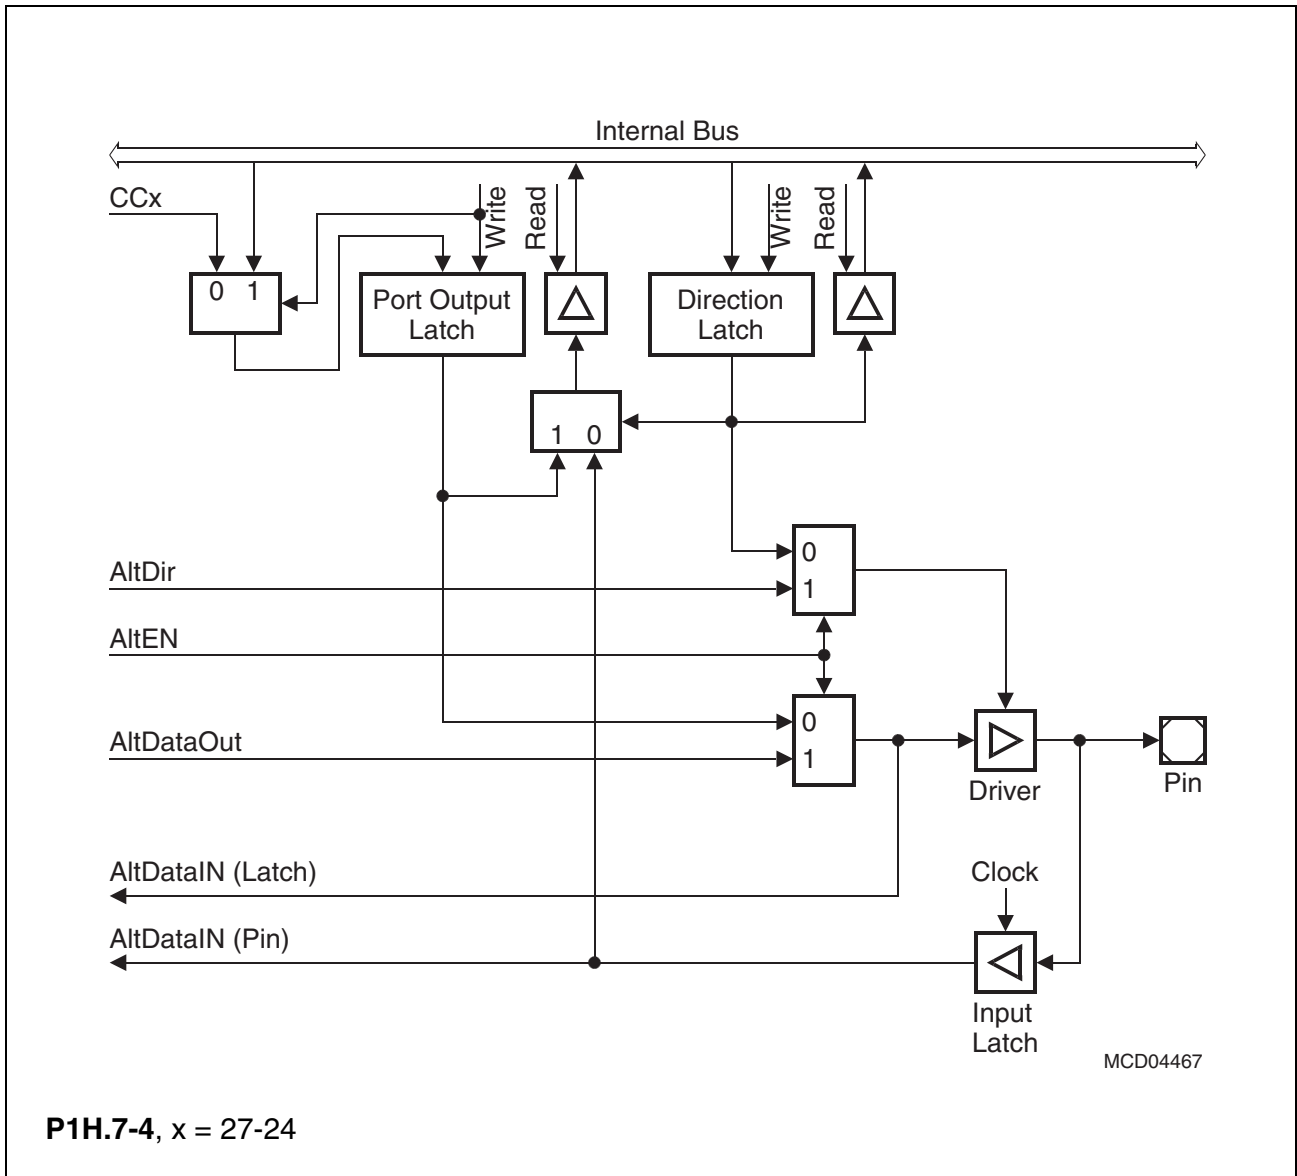 Internal Bus
CCx
Write
Read
Write
Read
0 1
Port Output
Latch
Direction
Latch
1 0
0
1
AltDir
AltEN
0
1
AltDataOut
Driver
Pin
AltDataIN (Latch)
Clock
AltDataIN (Pin)
Input
Latch
MCD04467
P1H.7-4, x = 27-24